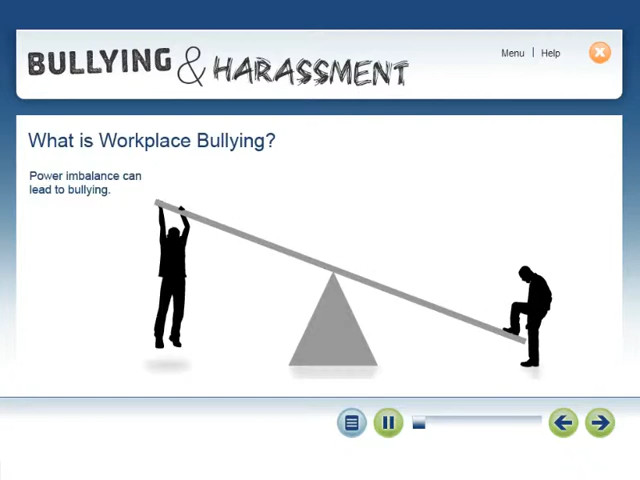 BULLYING & HARASSMENT
Menu | Help
What is Workplace Bullying?
Power imbalance can
lead to bullying.